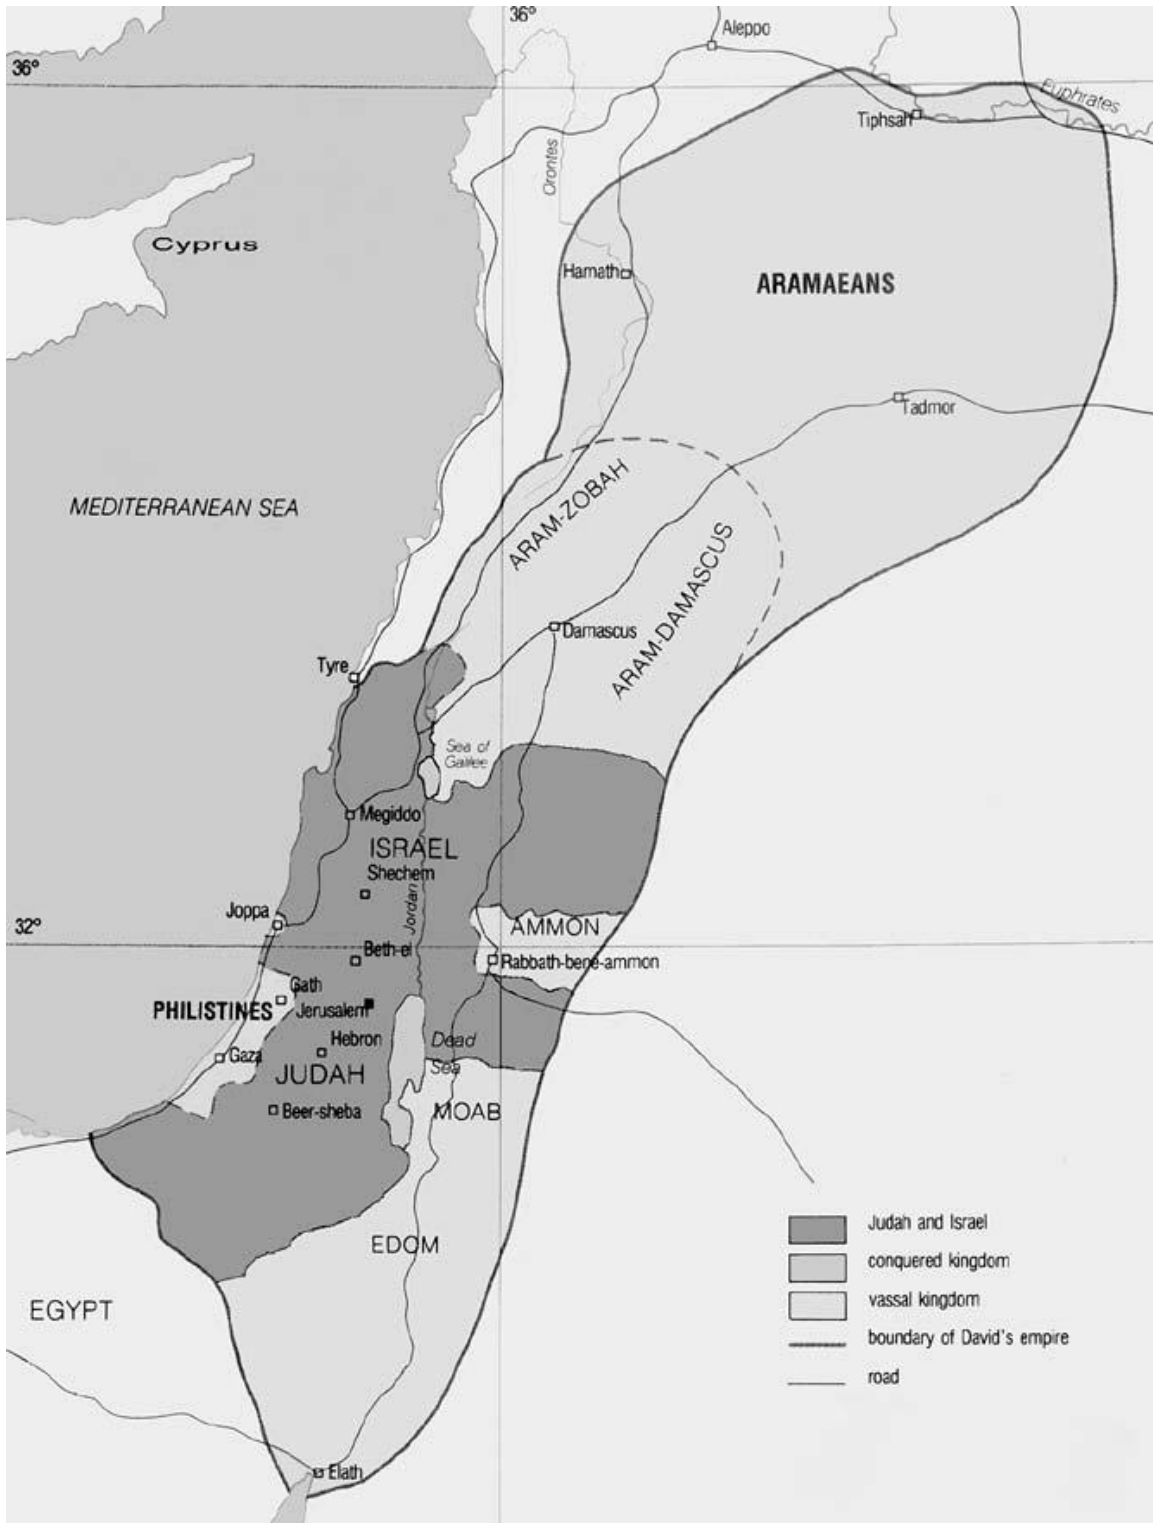 36°
Aleppo
36°
Euphrates
Tiphsah
Orontes
Cyprus
Hamath
ARAMAEANS
Tadmor
MEDITERRANEAN SEA
ARAM-ZOBAH
ARAM-DAMASCUS
Damascus
Tyre
Sea of
Galilee
Megiddo
ISRAEL
Shechem
Jordan
Joppa
32°
AMMON
Beth-el
Rabbath-bene-ammon
Gath
PHILISTINES
Jerusalem
Hebron
Dead
Sea
Gaza
JUDAH
Beer-sheba
MOAB
EDOM
EGYPT
Elath
Judah and Israel
conquered kingdom
vassal kingdom
boundary of David's empire
road